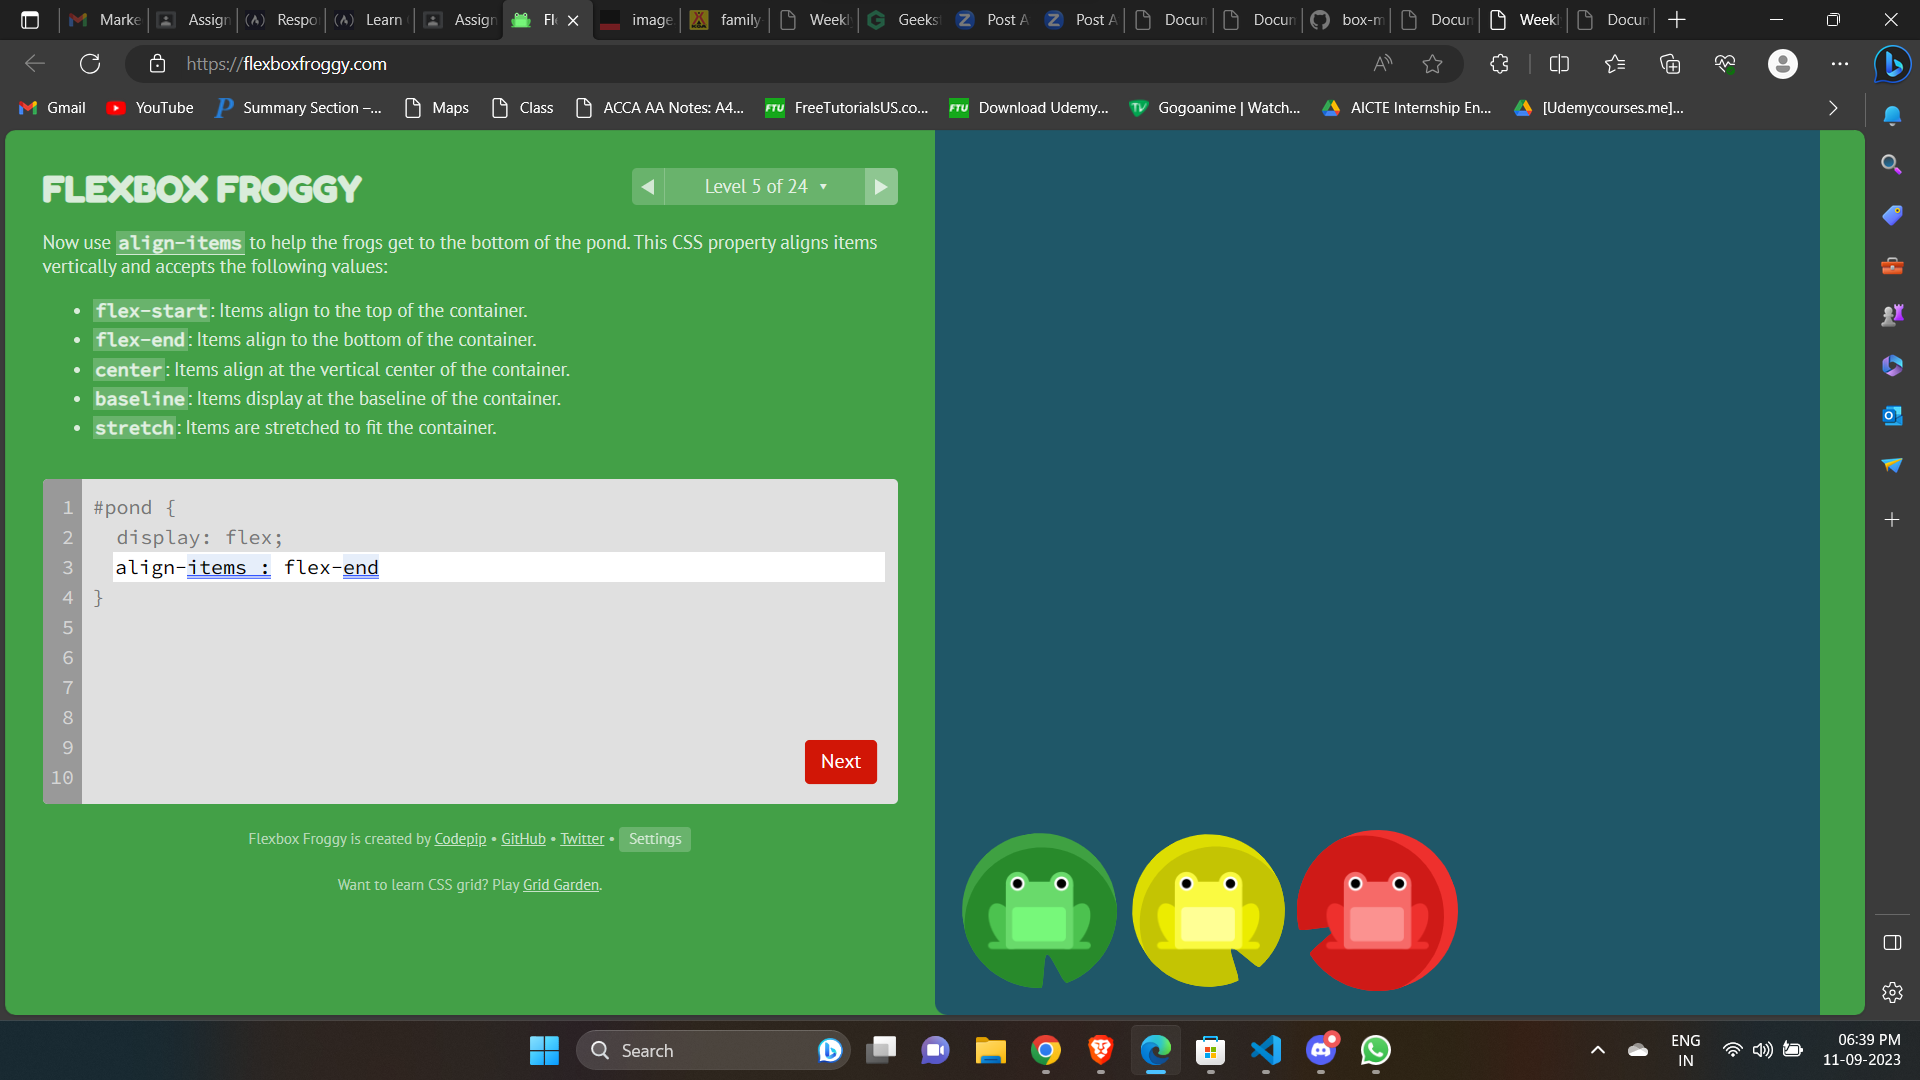 Marke
Assign
Respo
Learn
Assign
Fl
image
family
Weekl
Geekst
Post A
Post A
Docum
Docum
box-m
Docum
Weekl
Docum
https://flexboxfroggy.com
Gmail
YouTube
Summary Section –...
Maps
Class
ACCA AA Notes: A4...
FreeTutorialsUS.co...
Download Udemy...
Gogoanime | Watch...
AICTE Internship En...
[Udemycourses.me]...
FLEXBOX FROGGY
Level 5 of 24
Now use align-items to help the frogs get to the bottom of the pond. This CSS property aligns items
vertically and accepts the following values:
• flex-start: Items align to the top of the container.
• flex-end: Items align to the bottom of the container.
• center: Items align at the vertical center of the container.
• baseline: Items display at the baseline of the container.
• stretch: Items are stretched to fit the container.
1 #pond {
2 display: flex;
3 align-items : flex-end
4 }
5
6
7
8
9
10
Next
Flexbox Froggy is created by Codepip • GitHub • Twitter • Settings
Want to learn CSS grid? Play Grid Garden.
Search
ENG
IN
06:39 PM
11-09-2023